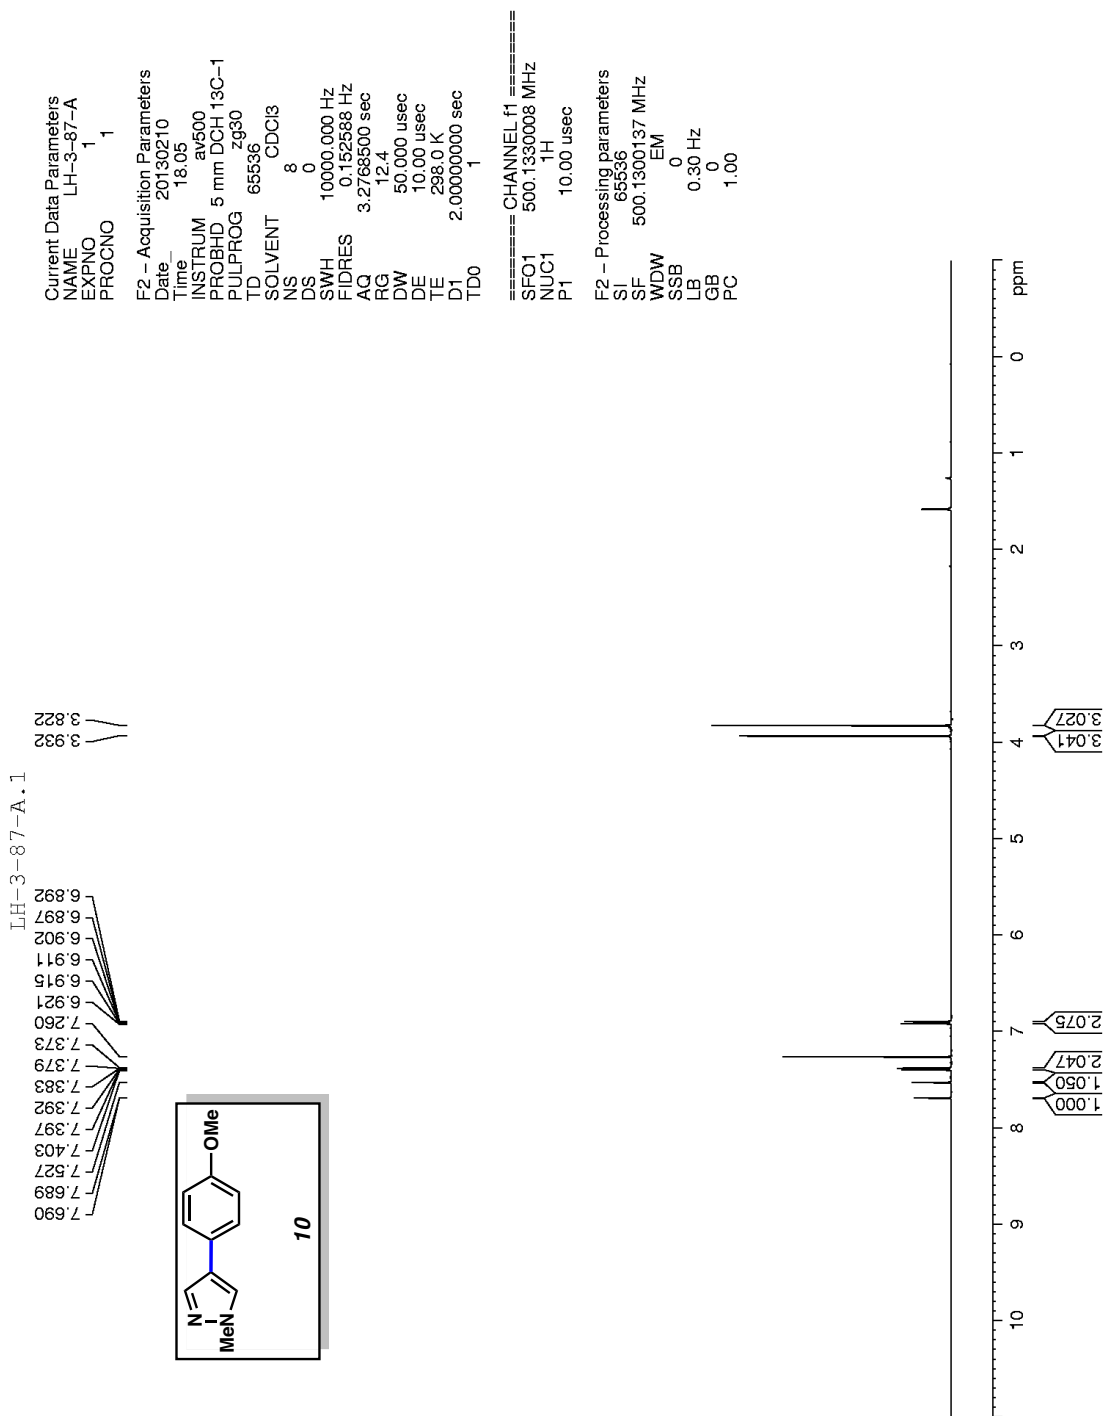 LH-3-87-A.1
7.690
7.689
7.527
7.403
7.397
7.392
7.383
7.379
7.373
7.260
6.921
6.915
6.911
6.902
6.897
6.892
3.932
3.822
Current Data Parameters
NAME LH-3-87-A
EXPNO 1
PROCNO 1
F2 - Acquisition Parameters
Date_ 20130210
Time 18.05
INSTRUM av500
PROBHD 5 mm DCH 13C-1
PULPROG zg30
TD 65536
SOLVENT CDCl3
NS 8
DS 0
SWH 10000.000 Hz
FIDRES 0.152588 Hz
AQ 3.2768500 sec
RG 12.4
DW 50.000 usec
DE 10.00 usec
TE 298.0 K
D1 2.00000000 sec
TD0 1
======== CHANNEL f1 ========
SFO1 500.1330008 MHz
NUC1 1H
P1 10.00 usec
F2 - Processing parameters
SI 65536
SF 500.1300137 MHz
WDW EM
SSB 0
LB 0.30 Hz
GB 0
PC 1.00
N
MeN
OMe
10
10 9 8 7 6 5 4 3 2 1 0 ppm
1.000
1.050
2.047
2.075
3.041
3.027